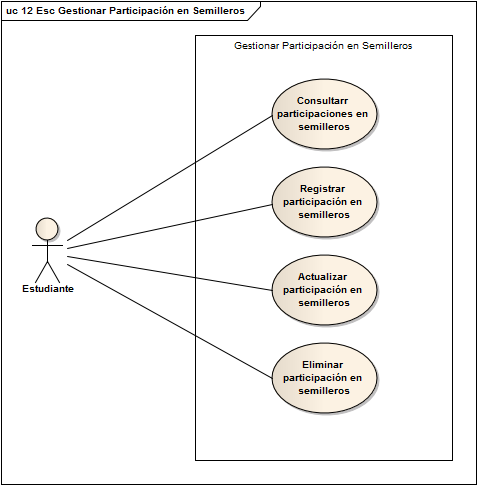 uc 12 Esc Gestionar Participación en Semilleros
Gestionar Participación en Semilleros
Consultarr
participaciones en
semilleros
Registrar
participación en
semilleros
Estudiante
Actualizar
participación en
semilleros
Eliminar
participación en
semilleros